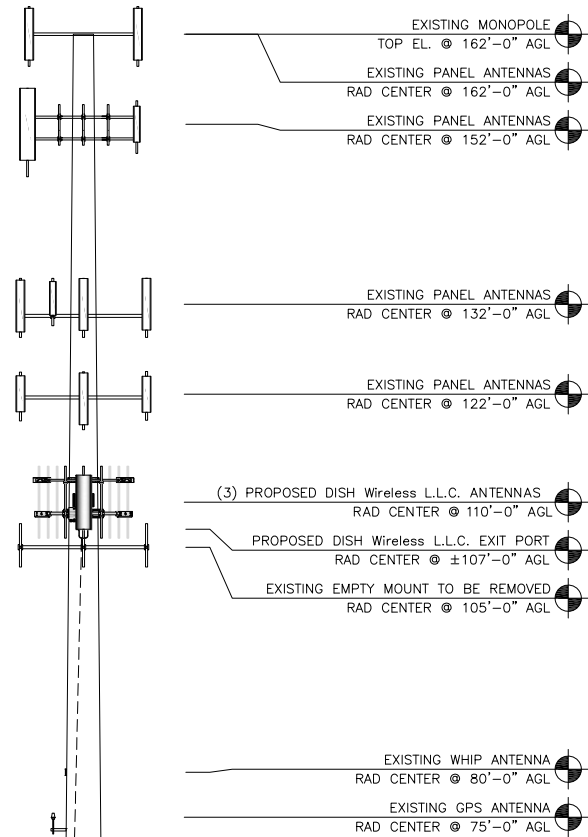 EXISTING MONOPOLE
TOP EL. @ 162'-0" AGL
EXISTING PANEL ANTENNAS
RAD CENTER @ 162'-0" AGL
EXISTING PANEL ANTENNAS
RAD CENTER @ 152'-0" AGL
EXISTING PANEL ANTENNAS
RAD CENTER @ 132'-0" AGL
EXISTING PANEL ANTENNAS
RAD CENTER @ 122'-0" AGL
(3) PROPOSED DISH Wireless L.L.C. ANTENNAS
RAD CENTER @ 110'-0" AGL
PROPOSED DISH Wireless L.L.C. EXIT PORT
RAD CENTER @ ±107'-0" AGL
EXISTING EMPTY MOUNT TO BE REMOVED
RAD CENTER @ 105'-0" AGL
EXISTING WHIP ANTENNA
RAD CENTER @ 80'-0" AGL
EXISTING GPS ANTENNA
RAD CENTER @ 75'-0" AGL